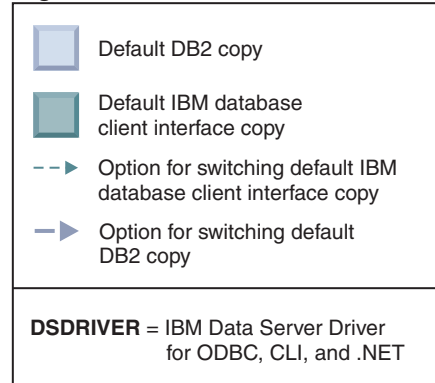 Default DB2 copy
Default IBM database
client interface copy
Option for switching default IBM
database client interface copy
Option for switching default
DB2 copy
DSDRIVER = IBM Data Server Driver
for ODBC, CLI, and .NET